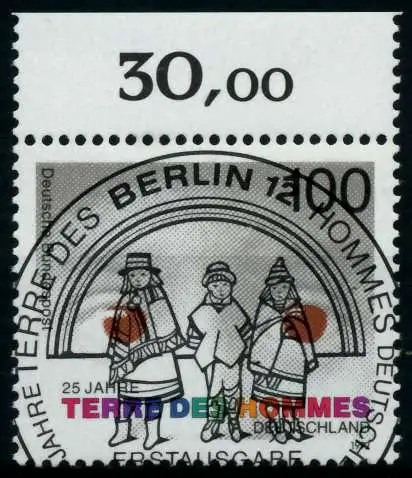 30,00
Deutsche Bundespost
100
25 JAHRE
TERRE DES HOMMES
DEUTSCHLAND
JAHRE TERRE DES HOMMES DEUTSCH
BERLIN 12
ERSTAUSGABE